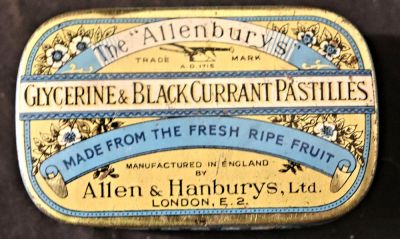 The "Allenburys"
TRADE MARK
A.D. 1715
GLYCERINE & BLACK CURRANT PASTILLES
MADE FROM THE FRESH RIPE FRUIT
MANUFACTURED IN ENGLAND
BY
Allen & Hanburys, Ltd.
LONDON, E. 2.